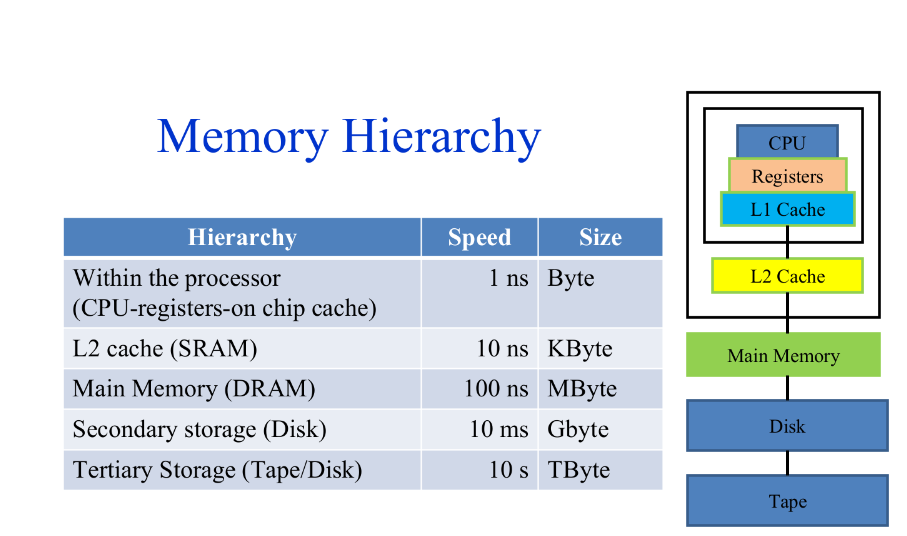 Memory Hierarchy
Hierarchy Speed Size
Within the processor
(CPU-registers-on chip cache) 1 ns Byte
L2 cache (SRAM) 10 ns KByte
Main Memory (DRAM) 100 ns MByte
Secondary storage (Disk) 10 ms Gbyte
Tertiary Storage (Tape/Disk) 10 s TByte
CPU
Registers
L1 Cache
L2 Cache
Main Memory
Disk
Tape